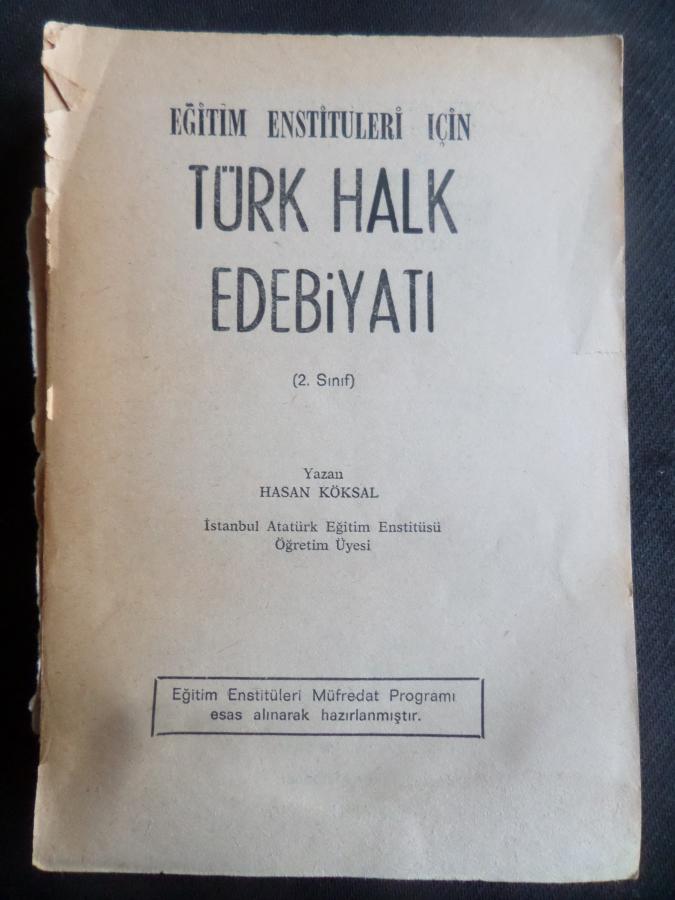 EĞİTİM ENSTİTÜLERİ İÇİN
TÜRK HALK
EDEBİYATI
(2. Sınıf)
Yazan
HASAN KÖKSAL
İstanbul Atatürk Eğitim Enstitüsü
Öğretim Üyesi
Eğitim Enstitüleri Müfredat Programı
esas alınarak hazırlanmıştır.